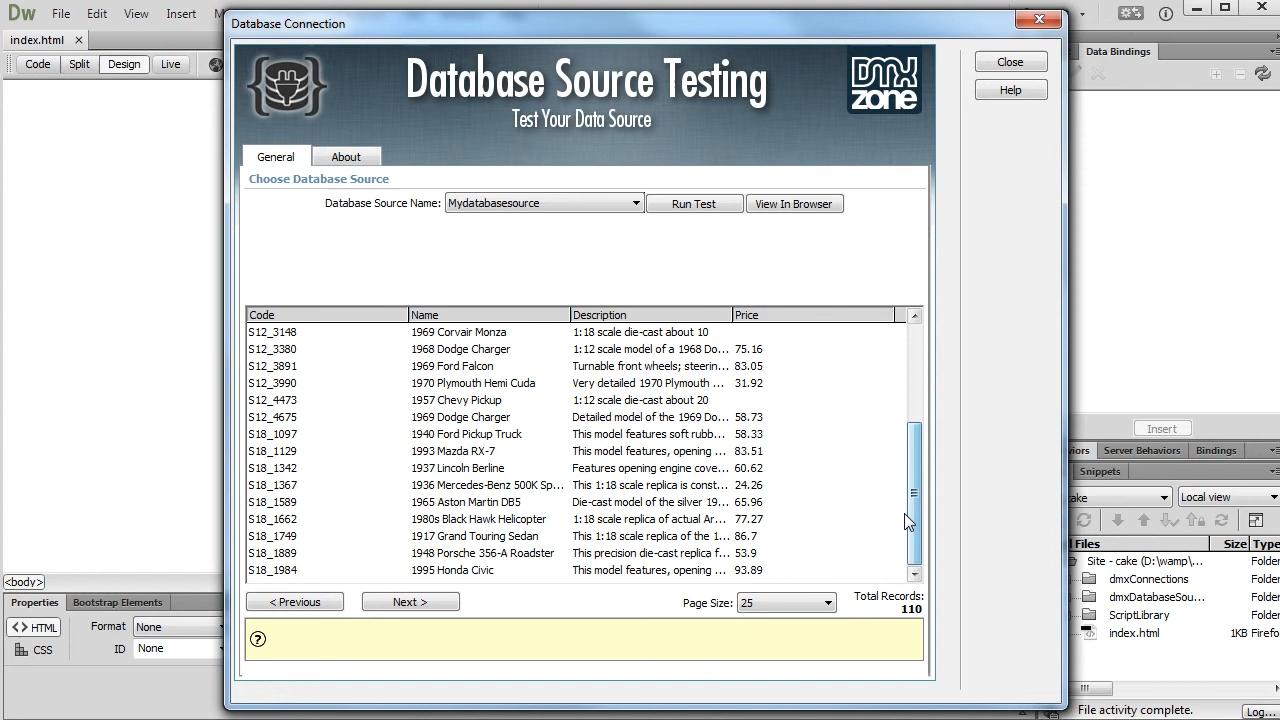 Dw File Edit View Insert
Database Connection
index.html ×
Code Split Design Live
Database Source Testing
Test Your Data Source
DMX
zone
Close
Help
Data Bindings
General About
Choose Database Source
Database Source Name: Mydatabasesource Run Test View In Browser
Code Name Description Price
S12_3148 1969 Corvair Monza 1:18 scale die-cast about 10
S12_3380 1968 Dodge Charger 1:12 scale model of a 1968 Do... 75.16
S12_3891 1969 Ford Falcon Turnable front wheels; steerin... 83.05
S12_3990 1970 Plymouth Hemi Cuda Very detailed 1970 Plymouth ... 31.92
S12_4473 1957 Chevy Pickup 1:12 scale die-cast about 20
S12_4675 1969 Dodge Charger Detailed model of the 1969 Do... 58.73
S18_1097 1940 Ford Pickup Truck This model features soft rubb... 58.33
S18_1129 1993 Mazda RX-7 This model features, opening ... 83.51
S18_1342 1937 Lincoln Berline Features opening engine cove... 60.62
S18_1367 1936 Mercedes-Benz 500K Sp... This 1:18 scale replica is const... 24.26
S18_1589 1965 Aston Martin DB5 Die-cast model of the silver 19... 65.96
S18_1662 1980s Black Hawk Helicopter 1:18 scale replica of actual Ar... 77.27
S18_1749 1917 Grand Touring Sedan This 1:18 scale replica of the 1... 86.7
S18_1889 1948 Porsche 356-A Roadster This precision die-cast replica f... 53.9
S18_1984 1995 Honda Civic This model features, opening ... 93.89
< Previous Next > Page Size: 25 Total Records:
110
Insert
Server Behaviors Bindings
Snippets
Local view
Files Size Type
Site - cake (D:\wamp\... Folder
dmxConnections Folder
dmxDatabaseSou... Folder
ScriptLibrary Folder
index.html 1KB Firefo
File activity complete. Log...
<body>
Properties Bootstrap Elements
<> HTML Format None
CSS ID None